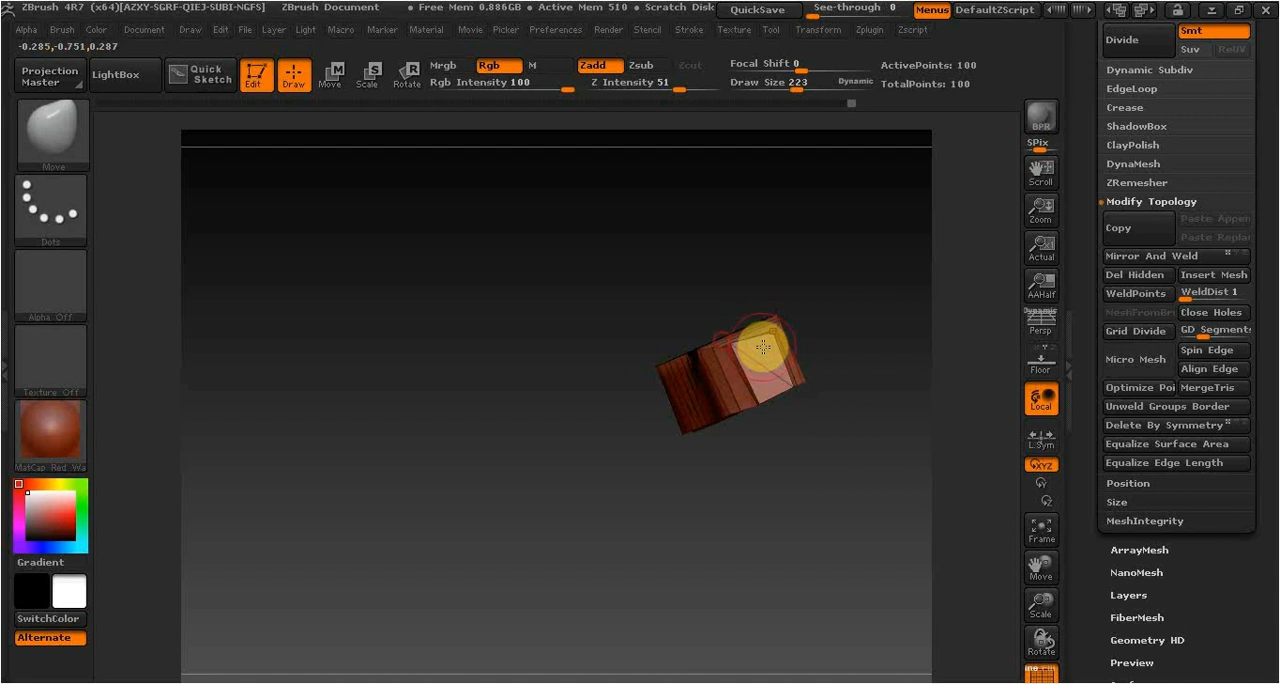 ZBrush 4R7 (x64)[AZXY-SGRF-QIEJ-SUBI-NGFS] ZBrush Document • Free Mem 0.886GB • Active Mem 510 • Scratch Disk QuickSave See-through 0 Menus DefaultZScript
Alpha Brush Color Document Draw Edit File Layer Light Macro Marker Material Movie Picker Preferences Render Stencil Stroke Texture Tool Transform Zplugin Zscript
-0.285,-0.751,0.287
Projection Master
LightBox
Quick Sketch
Edit
Draw
Move
Scale
Rotate
Mrgb Rgb M
Rgb Intensity 100
Zadd Zsub Zcut
Z Intensity 51
Focal Shift 0
Draw Size 223 Dynamic
ActivePoints: 100
TotalPoints: 100
Move
Dots
Alpha Off
Texture Off
MatCap Red Wa
Gradient
SwitchColor
Alternate
BPR
SPix
Scroll
Zoom
Actual
AAHalf
Dynamic
Persp
Floor
Local
L.Sym
XYZ
Y
Z
Frame
Move
Scale
Rotate
Divide
Smt
Suv ReUV
Dynamic Subdiv
EdgeLoop
Crease
ShadowBox
ClayPolish
DynaMesh
ZRemesher
Modify Topology
Copy
Paste Appen
Paste Replac
Mirror And Weld
Del Hidden Insert Mesh
WeldPoints WeldDist 1
MeshFromBru Close Holes
Grid Divide GD Segments
Micro Mesh
Spin Edge
Align Edge
Optimize Poi MergeTris
Unweld Groups Border
Delete By Symmetry
Equalize Surface Area
Equalize Edge Length
Position
Size
MeshIntegrity
ArrayMesh
NanoMesh
Layers
FiberMesh
Geometry HD
Preview